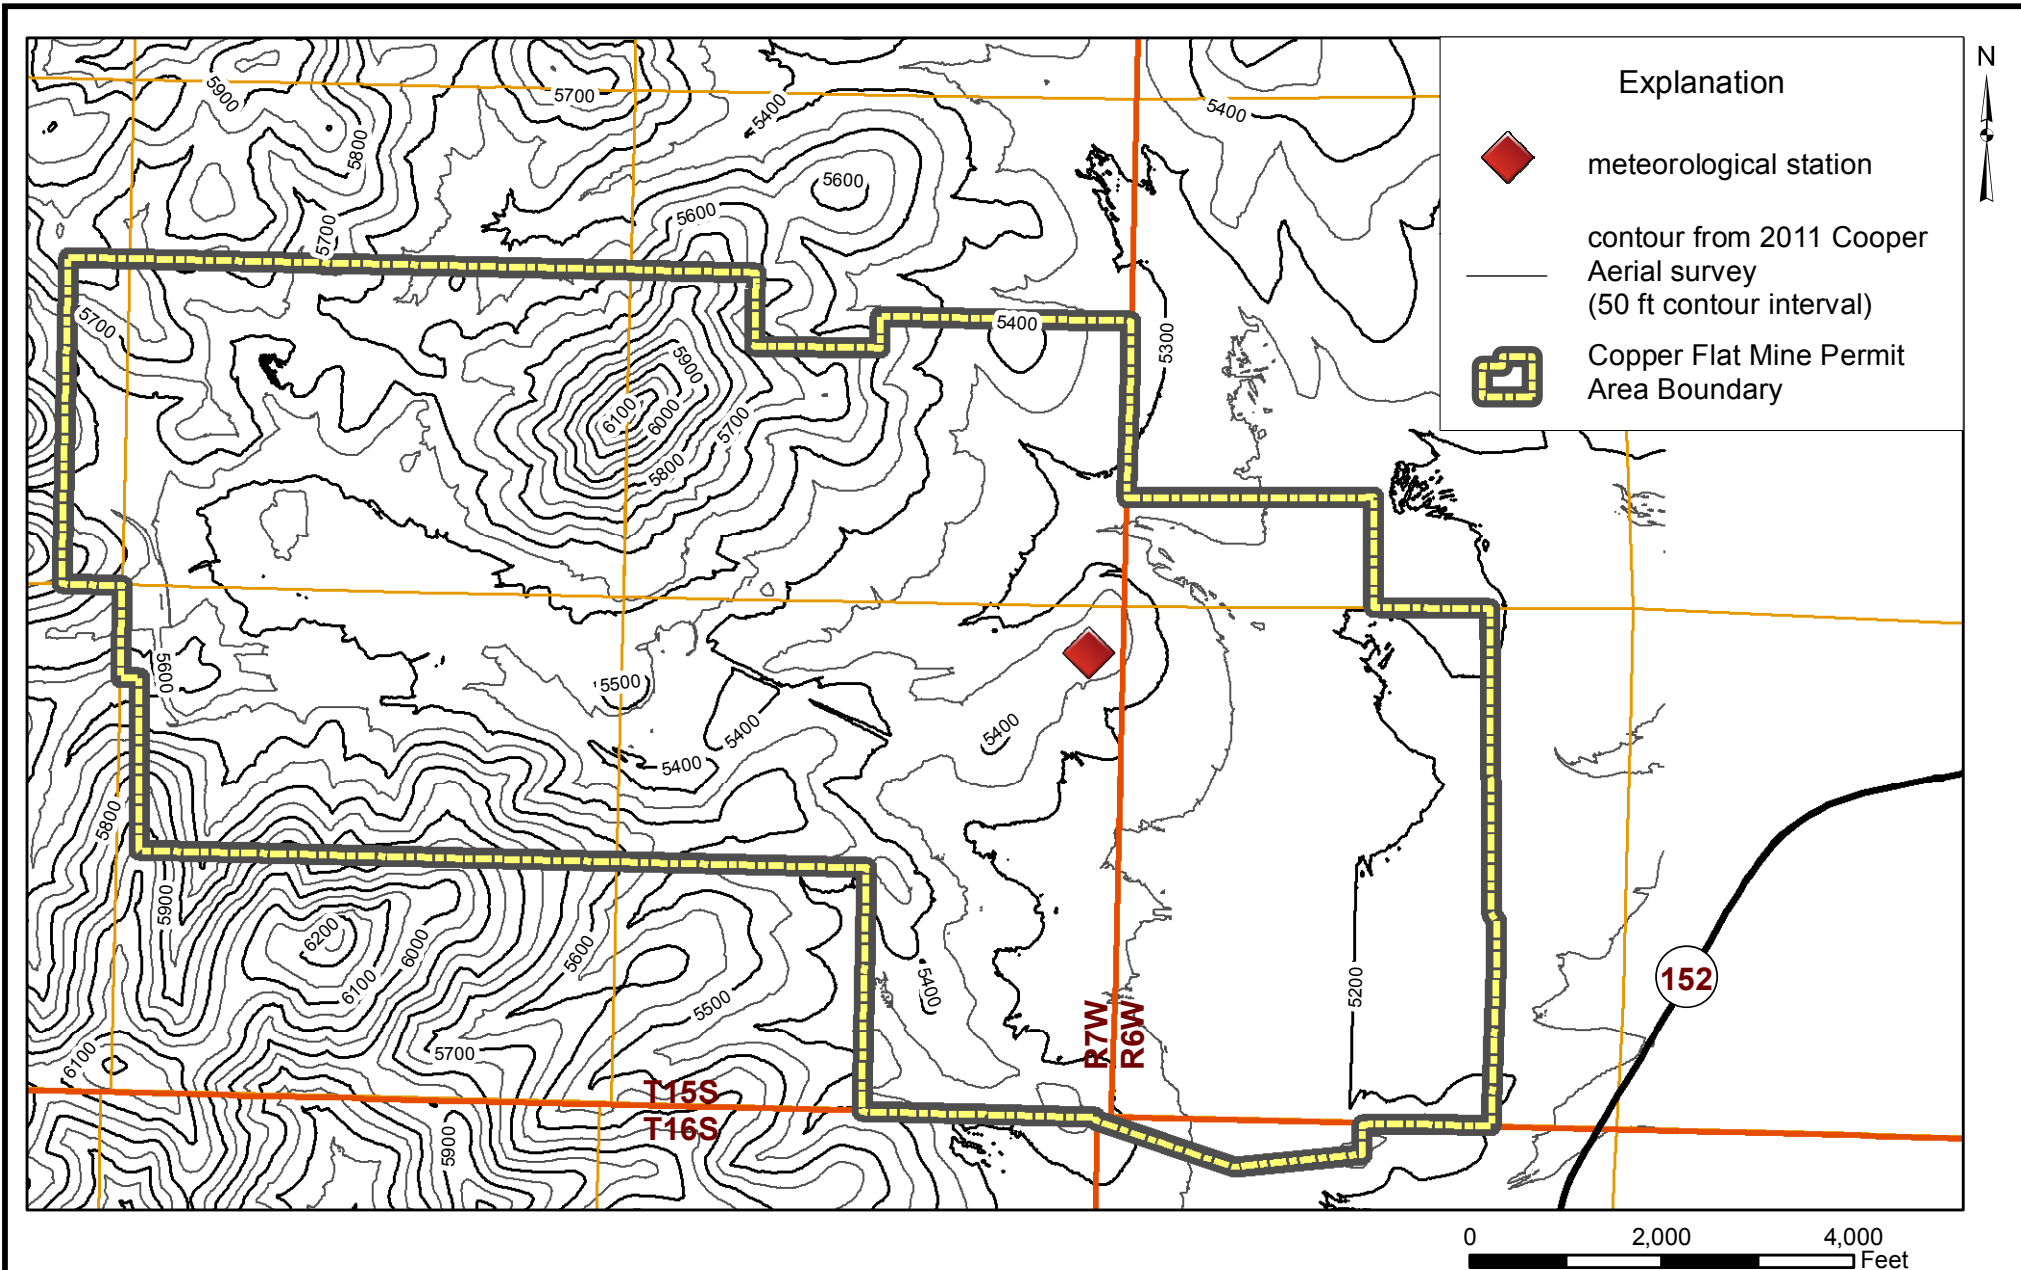 Explanation
meteorological station
contour from 2011 Cooper
Aerial survey
(50 ft contour interval)
Copper Flat Mine Permit
Area Boundary
N
5900
5700
5400
5400
5800
5600
5600
5700
5700
5400
5300
5900
6100
6000
5700
5800
5600
5500
5400
5400
5400
5800
5900
6200
6000
6100
5600
5500
5400
5200
152
5700
6100
R7W
R6W
T15S
T16S
5900
0
2,000
4,000
Feet